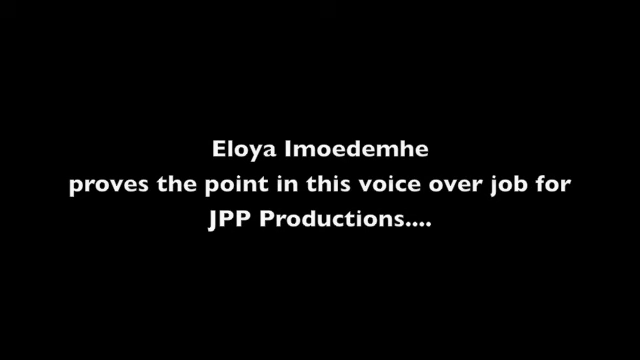 Eloya Imoedemhe
proves the point in this voice over job for
JPP Productions....